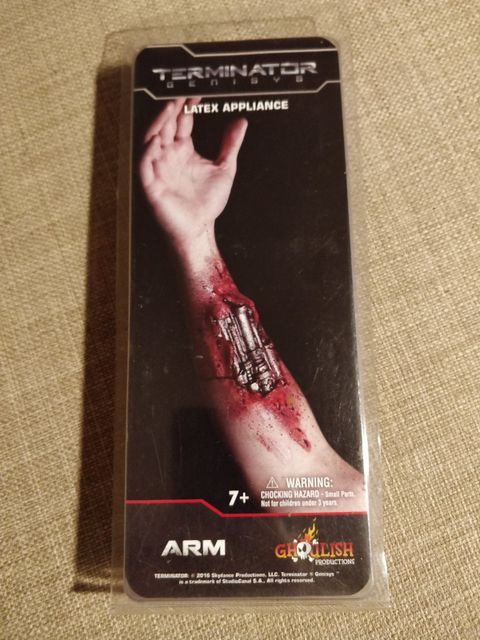 TERMINATOR
GENISYS
LATEX APPLIANCE
7+
WARNING:
CHOCKING HAZARD - Small Parts.
Not for children under 3 years.
ARM
GHOULISH
PRODUCTIONS
TERMINATOR: © 2016 Skydance Productions, LLC. Terminator ® Genisys ™
is a trademark of StudioCanal S.A.. All rights reserved.